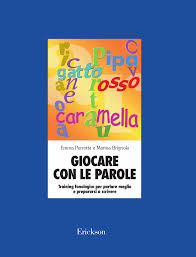 Pipa
gatto
caramella
Emma Perrotta e Marina Brignola
GIOCARE
CON LE PAROLE
Training fonologico per parlare meglio
e prepararsi a scrivere
Erickson